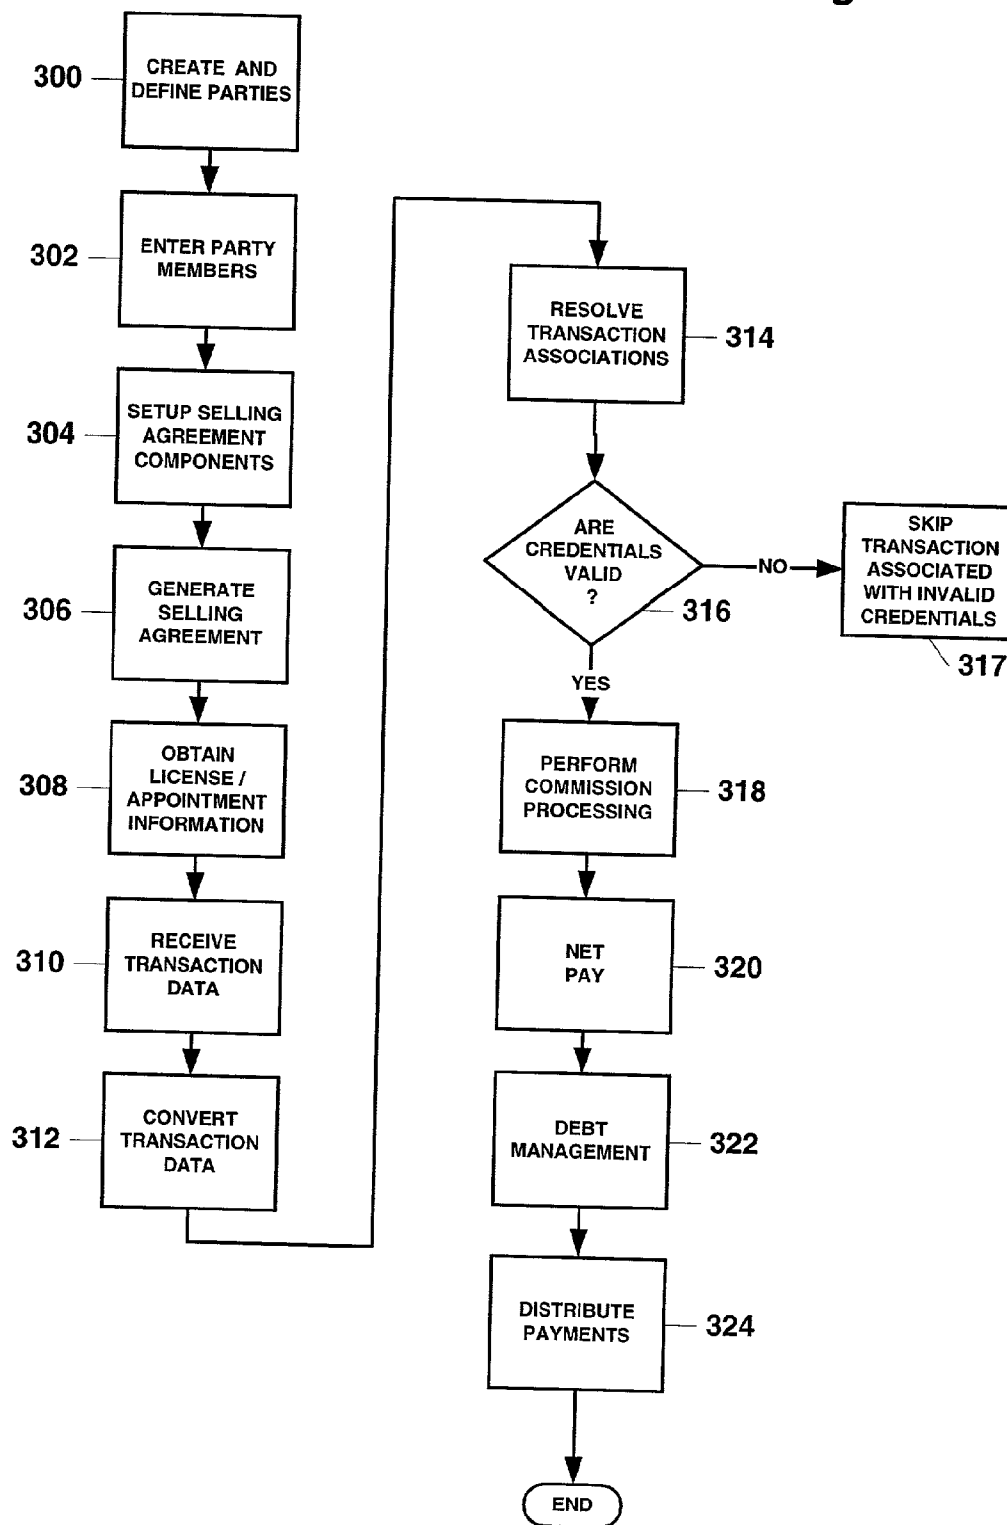 300
CREATE AND
DEFINE PARTIES
302
ENTER PARTY
MEMBERS
304
SETUP SELLING
AGREEMENT
COMPONENTS
306
GENERATE
SELLING
AGREEMENT
308
OBTAIN
LICENSE /
APPOINTMENT
INFORMATION
310
RECEIVE
TRANSACTION
DATA
312
CONVERT
TRANSACTION
DATA
RESOLVE
TRANSACTION
ASSOCIATIONS
314
ARE
CREDENTIALS
VALID
?
316
NO
SKIP
TRANSACTION
ASSOCIATED
WITH INVALID
CREDENTIALS
317
YES
PERFORM
COMMISSION
PROCESSING
318
NET
PAY
320
DEBT
MANAGEMENT
322
DISTRIBUTE
PAYMENTS
324
END